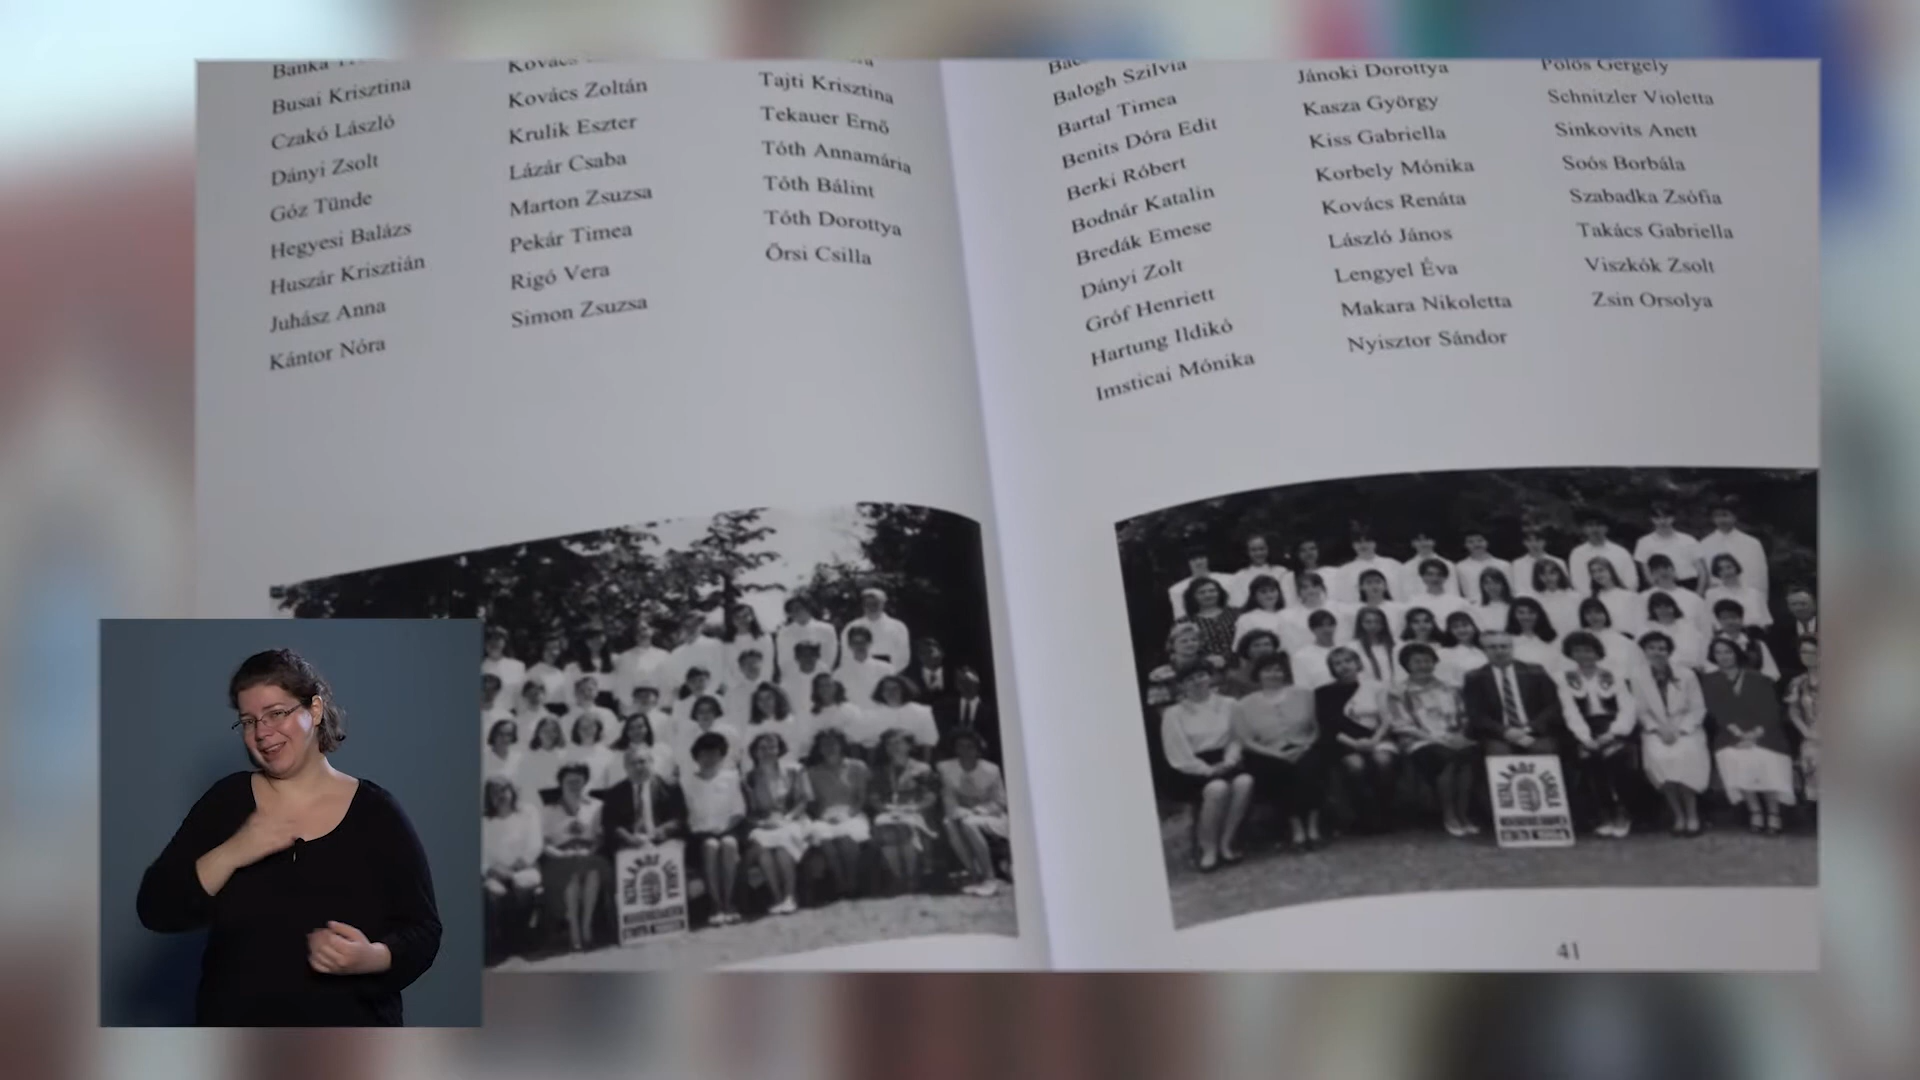 Banka
Busai Krisztina
Czakó László
Dányi Zsolt
Góz Tünde
Hegyesi Balázs
Huszár Krisztián
Juhász Anna
Kántor Nóra
Kovács
Kovács Zoltán
Krulik Eszter
Lázár Csaba
Marton Zsuzsa
Pekár Timea
Rigó Vera
Simon Zsuzsa
Tajti Krisztina
Tekauer Ernő
Tóth Annamária
Tóth Bálint
Tóth Dorottya
Őrsi Csilla
Balogh Szilvia
Bartal Timea
Benits Dóra Edit
Berki Róbert
Bodnár Katalin
Bredák Emese
Dányi Zolt
Gróf Henriett
Hartung Ildikó
Imsticai Mónika
Jánoki Dorottya
Kasza György
Kiss Gabriella
Korbely Mónika
Kovács Renáta
László János
Lengyel Éva
Makara Nikoletta
Nyisztor Sándor
Pölös Gergely
Schnitzler Violetta
Sinkovits Anett
Soós Borbála
Szabadka Zsófia
Takács Gabriella
Viszkók Zsolt
Zsin Orsolya
ISKOLA
ISKOLA
41